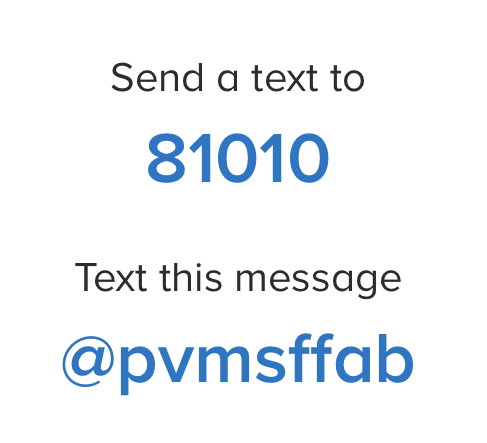 Send a text to
81010
Text this message
@pvmsffab